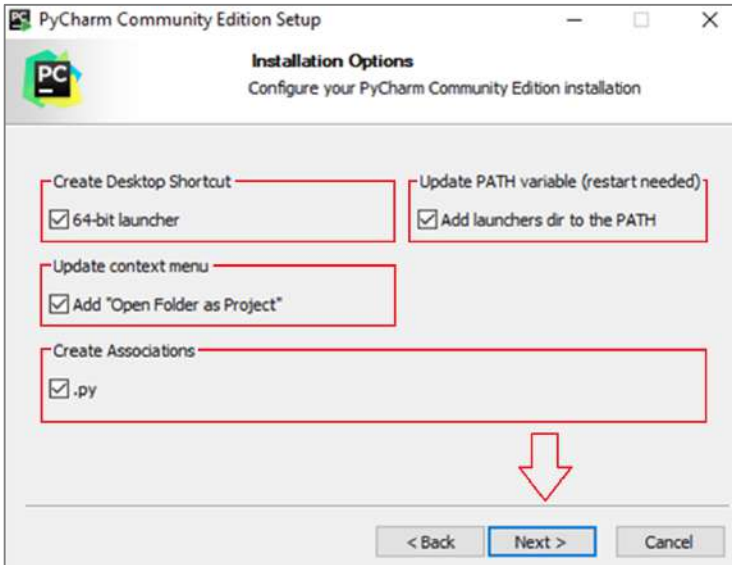 PyCharm Community Edition Setup
PC
Installation Options
Configure your PyCharm Community Edition installation
Create Desktop Shortcut
64-bit launcher
Update PATH variable (restart needed)
Add launchers dir to the PATH
Update context menu
Add "Open Folder as Project"
Create Associations
.py
< Back
Next >
Cancel